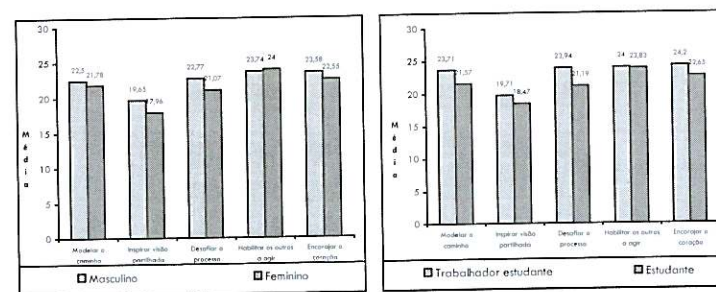 30
25
20
15
10
5
0
Média
22,5
21,78
19,65
17,96
22,77
21,07
23,74
24
23,58
22,55
Modelar o caminho
Inspirar visão partilhada
Desafiar o processo
Habilitar os outros a agir
Encorajar o coração
Masculino
Feminino
30
25
20
15
10
5
0
Média
23,71
21,57
19,71
18,47
23,94
21,19
24
23,83
24,2
22,65
Modelar o caminho
Inspirar visão partilhada
Desafiar o processo
Habilitar os outros a agir
Encorajar o coração
Trabalhador estudante
Estudante